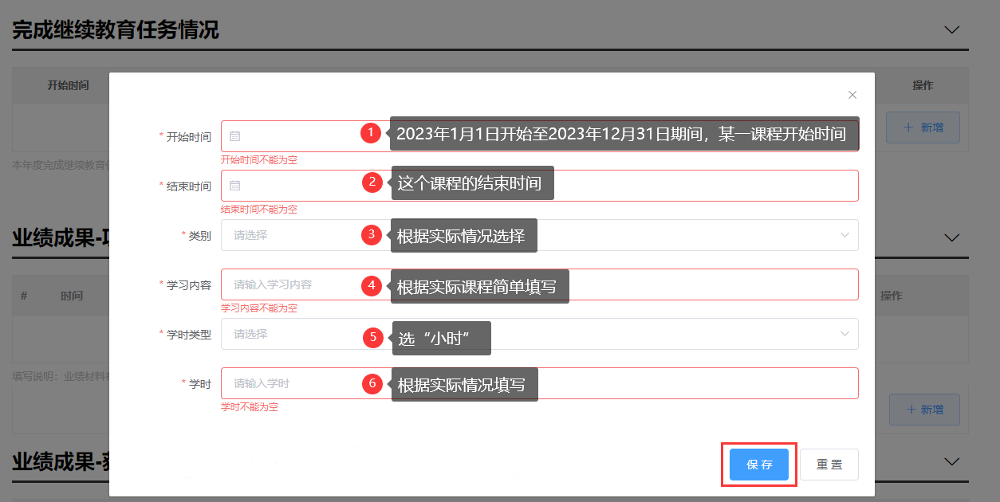 完成继续教育任务情况
开始时间
操作
* 开始时间
1
2023年1月1日开始至2023年12月31日期间，某一课程开始时间
+ 新增
开始时间不能为空
本年度完成继续教育
* 结束时间
2
这个课程的结束时间
结束时间不能为空
业绩成果-
* 类别
请选择
3
根据实际情况选择
* 学习内容
请输入学习内容
4
根据实际课程简单填写
# 时间
操作
学习内容不能为空
* 学时类型
请选择
5
选“小时”
填写说明：业绩材料
* 学时
请输入学时
6
根据实际情况填写
学时不能为空
+ 新增
业绩成果-
保存
重置